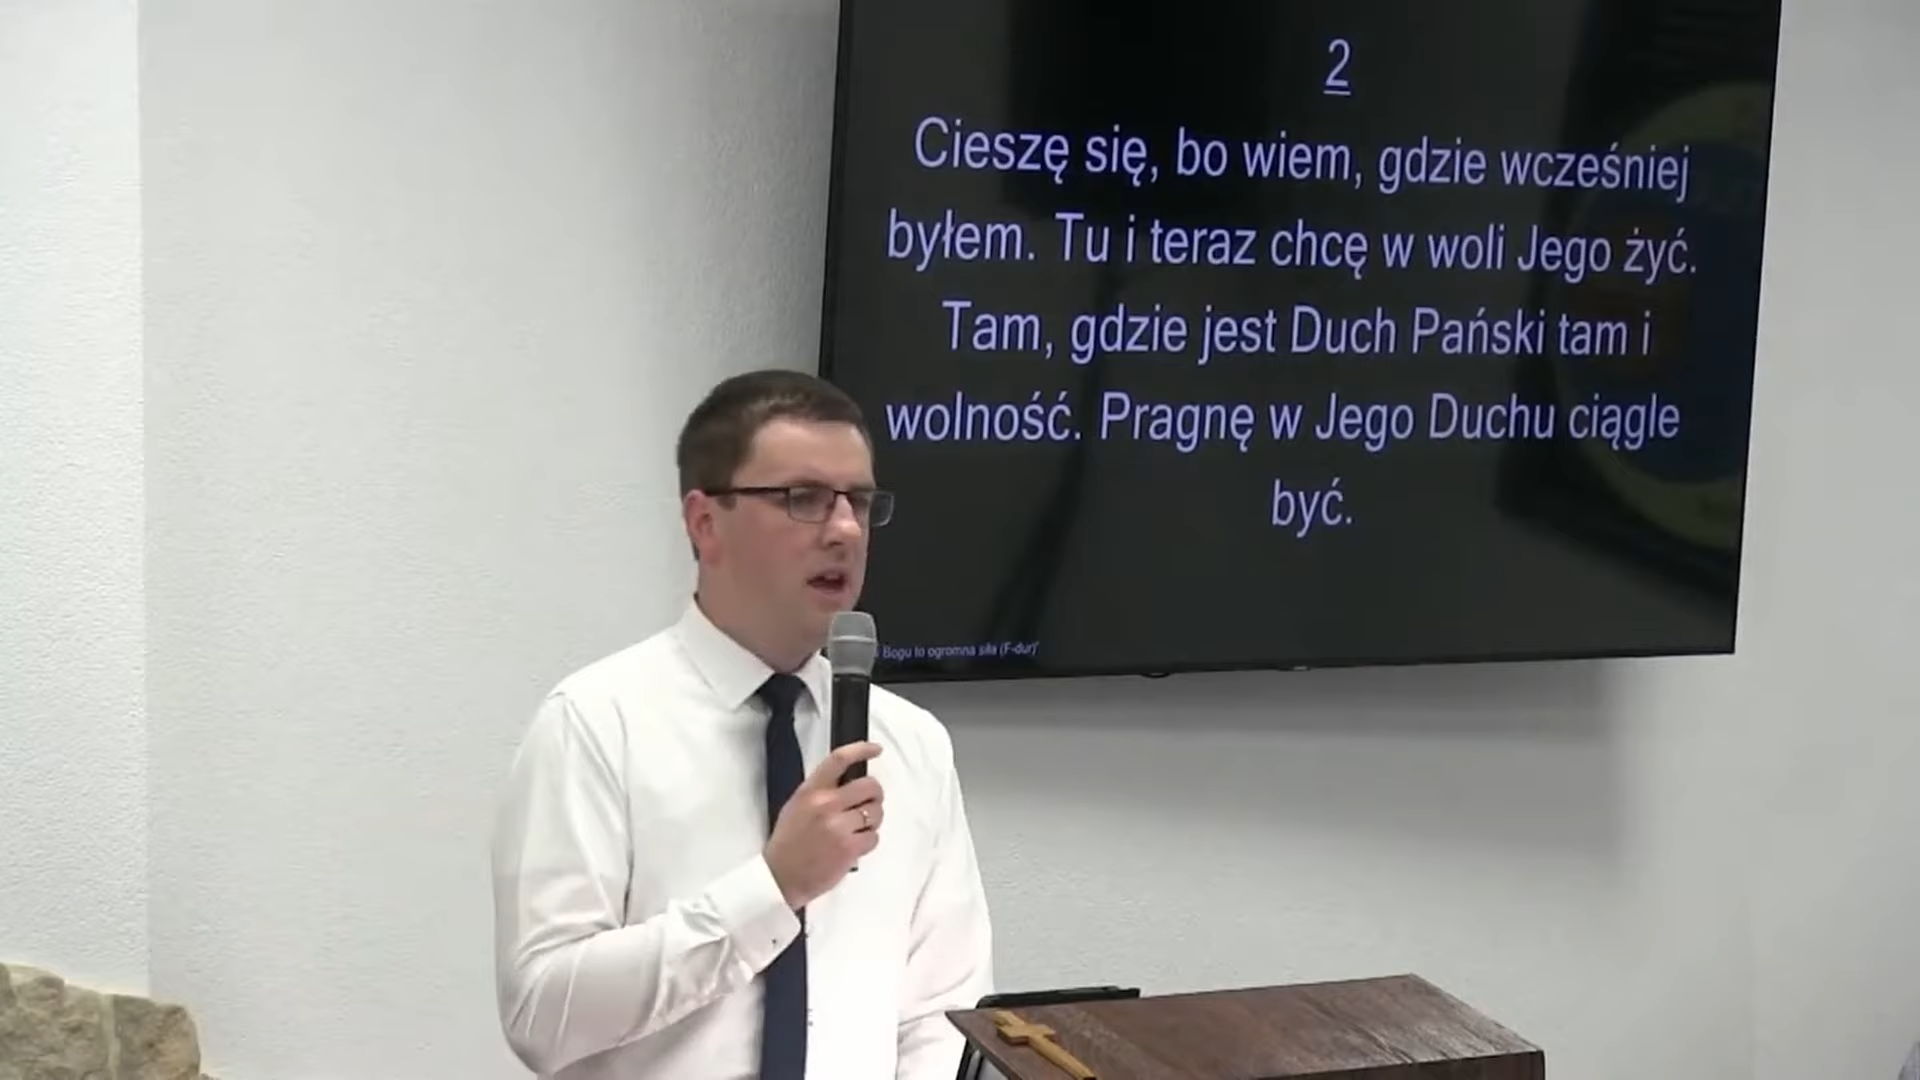 2
Cieszę się, bo wiem, gdzie wcześniej
byłem. Tu i teraz chcę w woli Jego żyć.
Tam, gdzie jest Duch Pański tam i
wolność. Pragnę w Jego Duchu ciągle
być.
Bogu to ogromna siła (F-dur)"